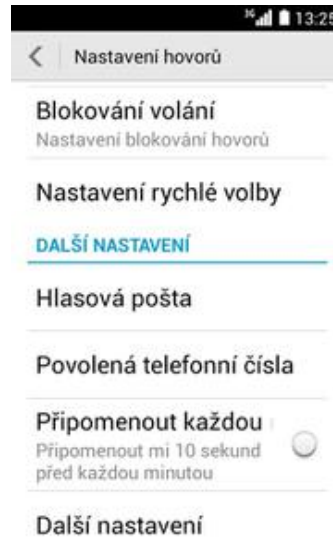 3G 13:25
Nastavení hovorů
Blokování volání
Nastavení blokování hovorů
Nastavení rychlé volby
DALŠÍ NASTAVENÍ
Hlasová pošta
Povolená telefonní čísla
Připomenout každou
Připomenout mi 10 sekund
před každou minutou
Další nastavení